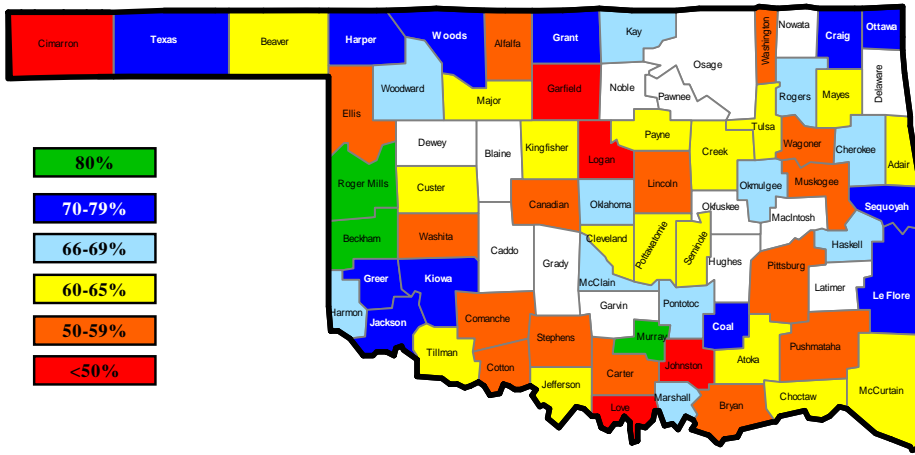 Cimarron
Texas
Beaver
Harper
Woods
Alfalfa
Grant
Kay
Osage
Washington
Nowata
Craig
Ottawa
Woodward
Major
Garfield
Noble
Pawnee
Rogers
Mayes
Delaware
Ellis
Dewey
Blaine
Kingfisher
Logan
Payne
Creek
Tulsa
Wagoner
Cherokee
Adair
80%
Roger Mills
Custer
Canadian
Oklahoma
Lincoln
Okfuskee
Okmulgee
Muskogee
Sequoyah
70-79%
MacIntosh
Beckham
Washita
Caddo
Grady
Cleveland
Pottawatomie
Seminole
Hughes
Pittsburg
Haskell
66-69%
Greer
Kiowa
McClain
Latimer
Le Flore
60-65%
Harmon
Jackson
Comanche
Garvin
Pontotoc
Coal
50-59%
Tillman
Cotton
Stephens
Murray
Carter
Johnston
Atoka
Pushmataha
<50%
Jefferson
Love
Marshall
Bryan
Choctaw
McCurtain